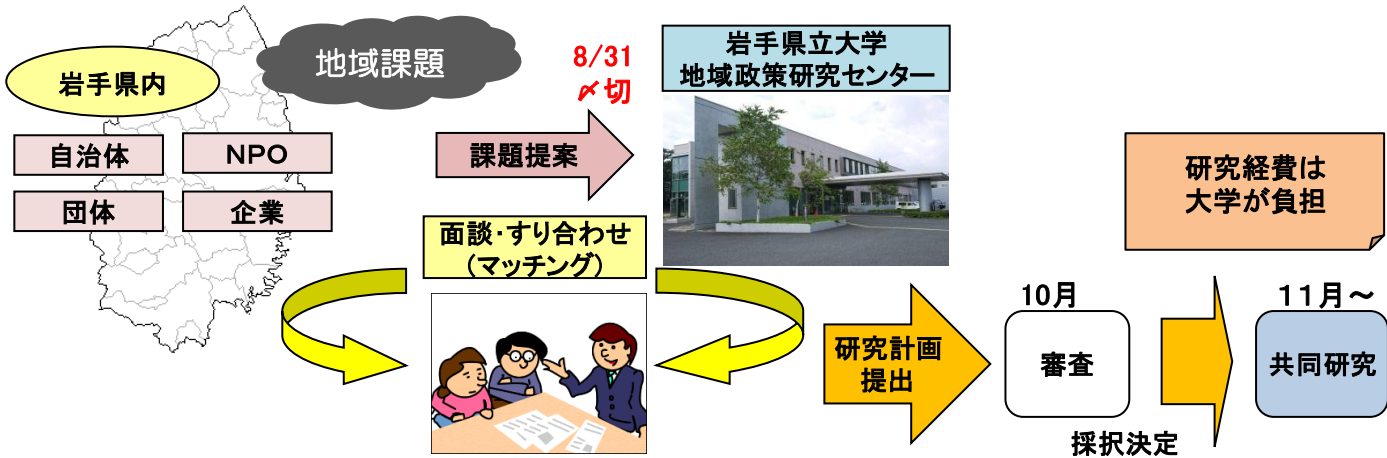 地域課題
岩手県内
自治体
NPO
団体
企業
8/31
〆切
課題提案
岩手県立大学
地域政策研究センター
面談・すり合わせ
(マッチング)
研究計画
提出
10月
審査
採択決定
研究経費は
大学が負担
11月～
共同研究